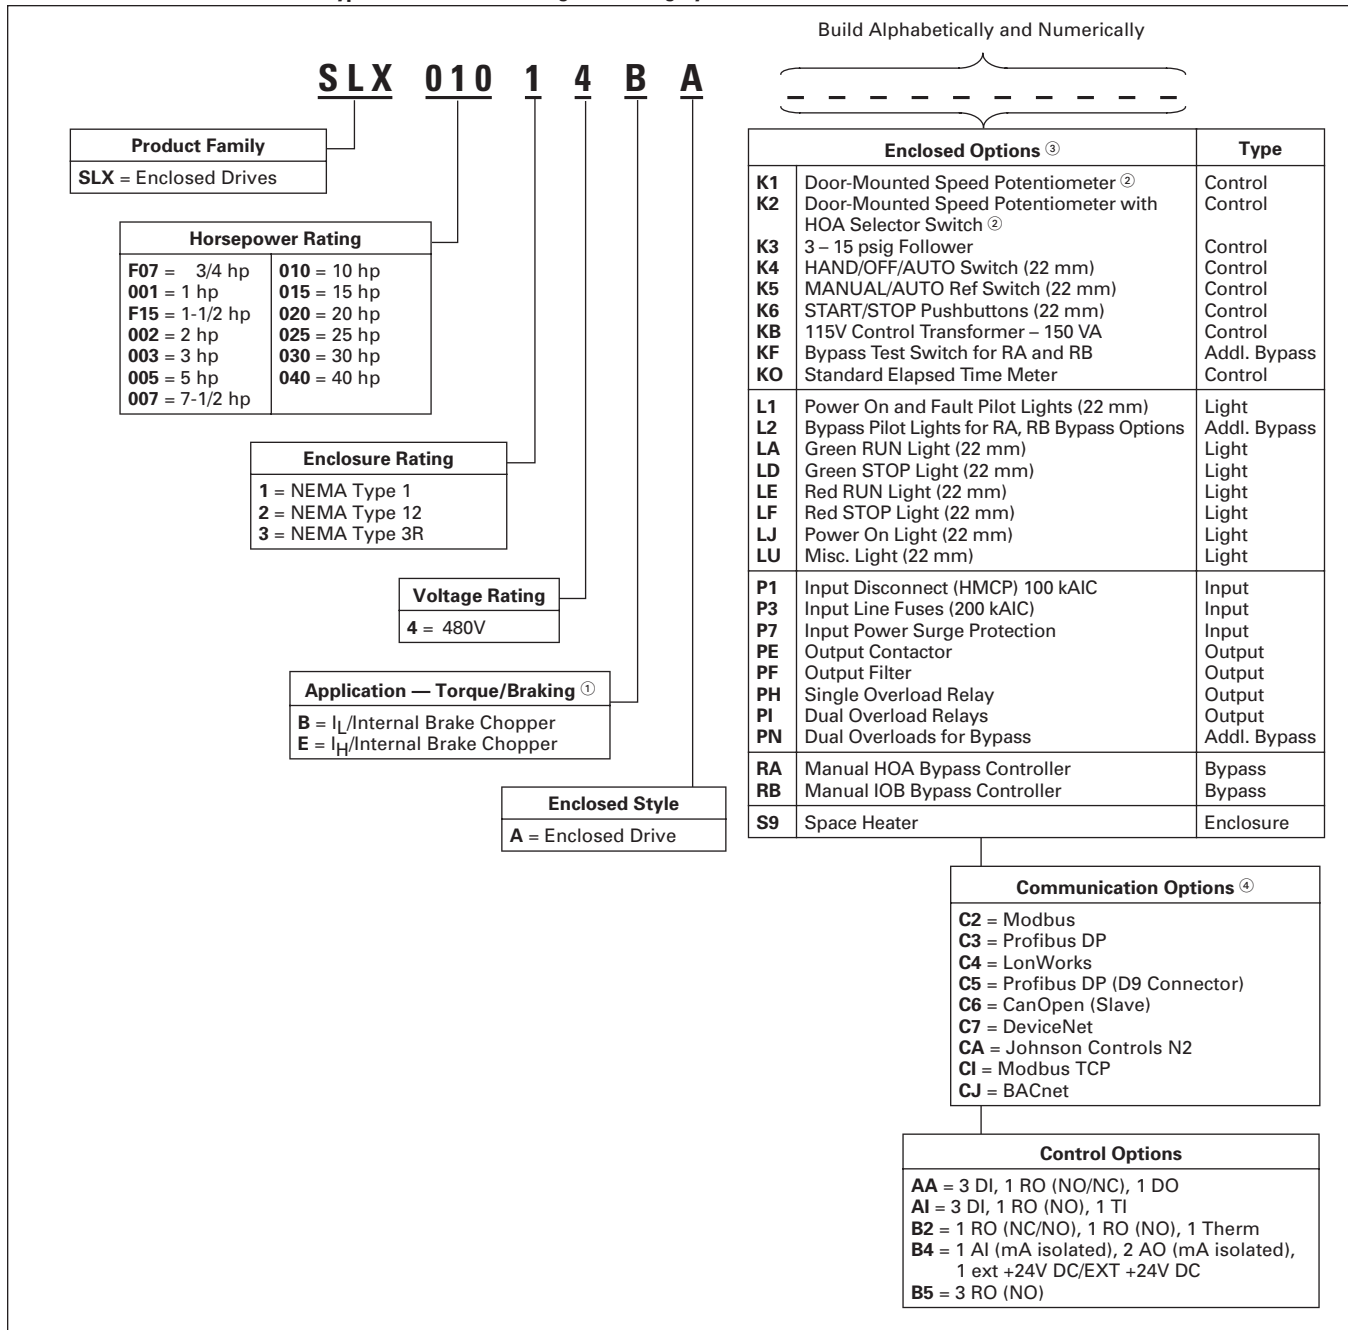 Build Alphabetically and Numerically
SLX 010 1 4 B A _ _ _ _ _ _ _ _ _ _
Product Family
SLX = Enclosed Drives
Horsepower Rating
F07 = 3/4 hp
001 = 1 hp
F15 = 1-1/2 hp
002 = 2 hp
003 = 3 hp
005 = 5 hp
007 = 7-1/2 hp
010 = 10 hp
015 = 15 hp
020 = 20 hp
025 = 25 hp
030 = 30 hp
040 = 40 hp
Enclosure Rating
1 = NEMA Type 1
2 = NEMA Type 12
3 = NEMA Type 3R
Voltage Rating
4 = 480V
Application — Torque/Braking ①
B = IL/Internal Brake Chopper
E = IH/Internal Brake Chopper
Enclosed Style
A = Enclosed Drive
Enclosed Options ③ Type
K1 Door-Mounted Speed Potentiometer ② Control
K2 Door-Mounted Speed Potentiometer with Control
HOA Selector Switch ②
K3 3 – 15 psig Follower Control
K4 HAND/OFF/AUTO Switch (22 mm) Control
K5 MANUAL/AUTO Ref Switch (22 mm) Control
K6 START/STOP Pushbuttons (22 mm) Control
KB 115V Control Transformer – 150 VA Control
KF Bypass Test Switch for RA and RB Addl. Bypass
KO Standard Elapsed Time Meter Control
L1 Power On and Fault Pilot Lights (22 mm) Light
L2 Bypass Pilot Lights for RA, RB Bypass Options Addl. Bypass
LA Green RUN Light (22 mm) Light
LD Green STOP Light (22 mm) Light
LE Red RUN Light (22 mm) Light
LF Red STOP Light (22 mm) Light
LJ Power On Light (22 mm) Light
LU Misc. Light (22 mm) Light
P1 Input Disconnect (HMCP) 100 kAIC Input
P3 Input Line Fuses (200 kAIC) Input
P7 Input Power Surge Protection Input
PE Output Contactor Output
PF Output Filter Output
PH Single Overload Relay Output
PI Dual Overload Relays Output
PN Dual Overloads for Bypass Addl. Bypass
RA Manual HOA Bypass Controller Bypass
RB Manual IOB Bypass Controller Bypass
S9 Space Heater Enclosure
Communication Options ④
C2 = Modbus
C3 = Profibus DP
C4 = LonWorks
C5 = Profibus DP (D9 Connector)
C6 = CanOpen (Slave)
C7 = DeviceNet
CA = Johnson Controls N2
CI = Modbus TCP
CJ = BACnet
Control Options
AA = 3 DI, 1 RO (NO/NC), 1 DO
AI = 3 DI, 1 RO (NO), 1 TI
B2 = 1 RO (NC/NO), 1 RO (NO), 1 Therm
B4 = 1 AI (mA isolated), 2 AO (mA isolated),
1 ext +24V DC/EXT +24V DC
B5 = 3 RO (NO)